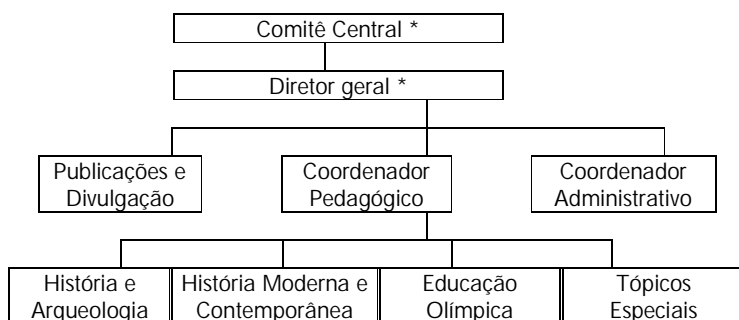 Comitê Central *
Diretor geral *
Publicações e
Divulgação
Coordenador
Pedagógico
Coordenador
Administrativo
História e
Arqueologia
História Moderna e
Contemporânea
Educação
Olímpica
Tópicos
Especiais